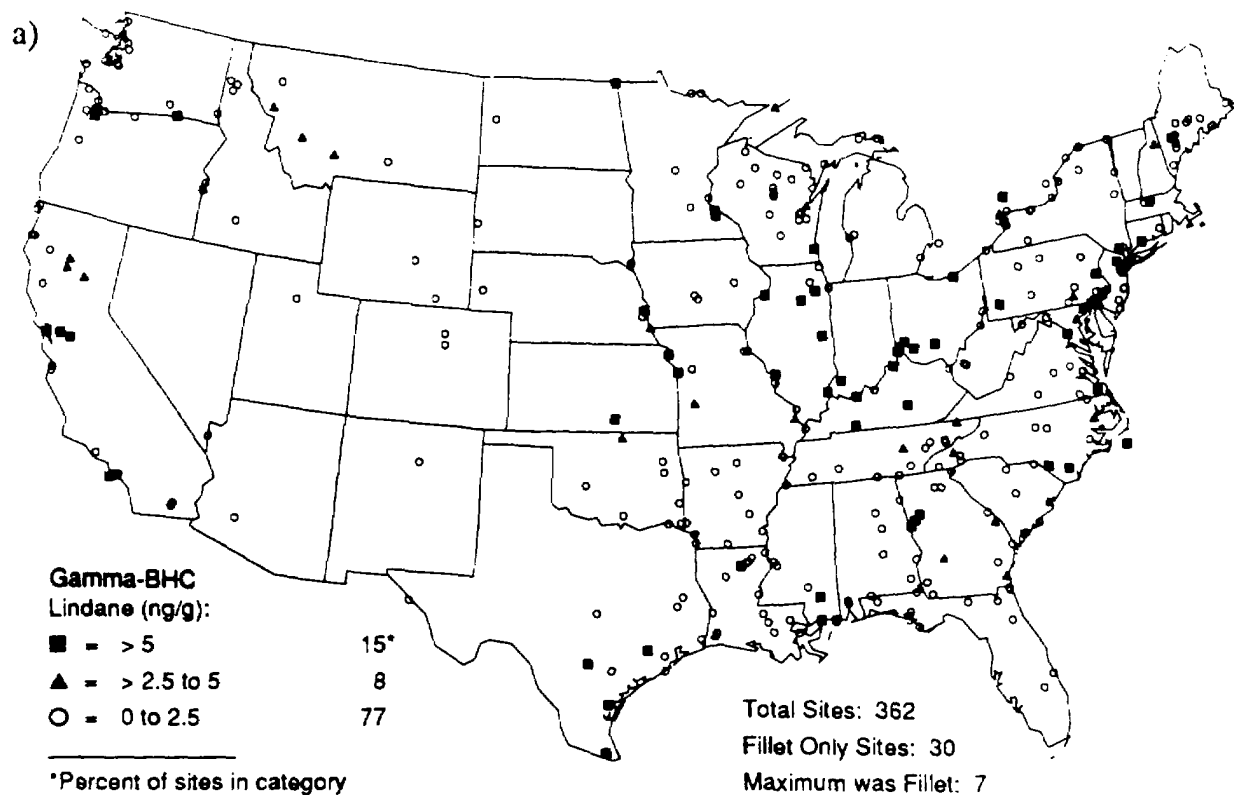 a)
Gamma-BHC
Lindane (ng/g):
■ = > 5 15*
▲ = > 2.5 to 5 8
○ = 0 to 2.5 77
*Percent of sites in category
Total Sites: 362
Fillet Only Sites: 30
Maximum was Fillet: 7